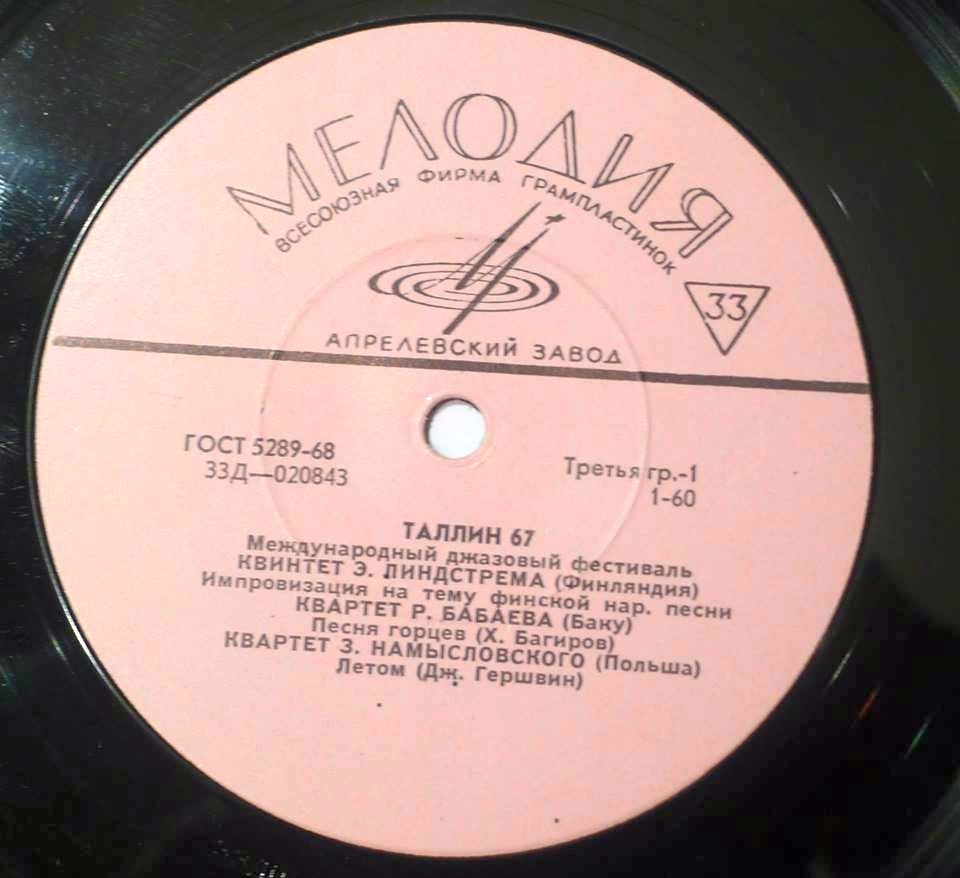 МЕЛОДИЯ
ВСЕСОЮЗНАЯ ФИРМА ГРАМПЛАСТИНОК
33
АПРЕЛЕВСКИЙ ЗАВОД
ГОСТ 5289-68
33Д—020843
Третья гр.-1
1-60
ТАЛЛИН 67
Международный джазовый фестиваль
КВИНТЕТ Э. ЛИНДСТРЕМА (Финляндия)
Импровизация на тему финской нар. песни
КВАРТЕТ Р. БАБАЕВА (Баку)
Песня горцев (Х. Багиров)
КВАРТЕТ З. НАМЫСЛОВСКОГО (Польша)
Летом (Дж. Гершвин)